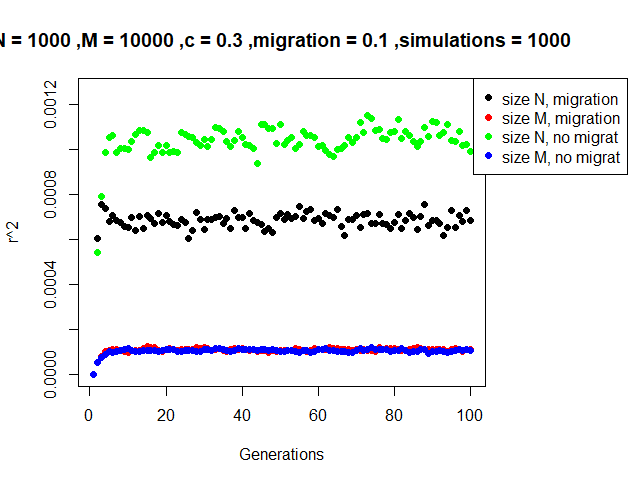 N = 1000 ,M = 10000 ,c = 0.3 ,migration = 0.1 ,simulations = 1000
size N, migration
size M, migration
size N, no migrat
size M, no migrat
r^2
0.0012
0.0008
0.0004
0.0000
0 20 40 60 80 100
Generations